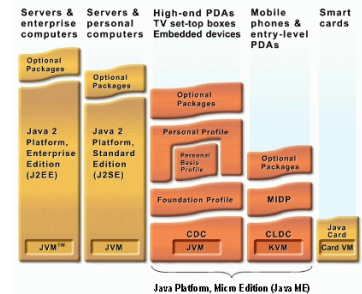 Servers &
enterprise
computers
Servers &
personal
computers
High-end PDAs
TV set-top boxes
Embedded devices
Mobile
phones &
entry-level
PDAs
Smart
cards
Optional
Packages
Java 2
Platform,
Enterprise
Edition
(J2EE)
JVM™
Optional
Packages
Java 2
Platform,
Standard
Edition
(J2SE)
JVM
Optional
Packages
Personal Profile
Personal
Basis
Profile
Foundation Profile
CDC
JVM
Optional
Packages
MIDP
CLDC
KVM
Java
Card
Card VM
Java Platform, Micro Edition (Java ME)